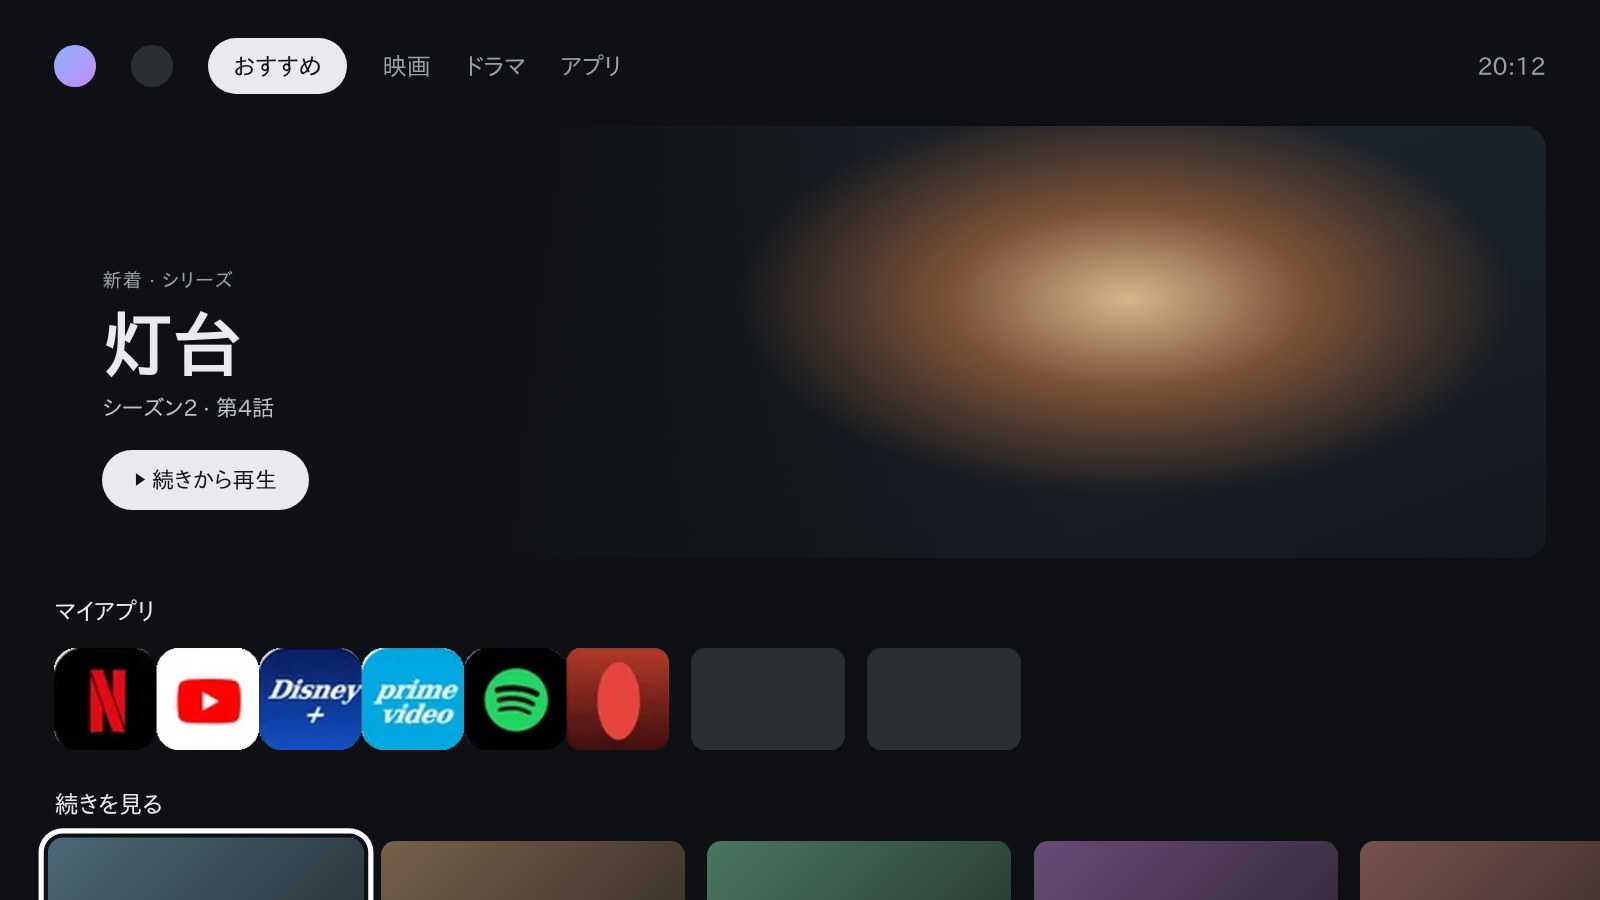 おすすめ 映画 ドラマ アプリ 20:12
新着 · シリーズ
灯台
シーズン2 · 第4話
続きから再生
マイアプリ
N Disney+ prime video
続きを見る